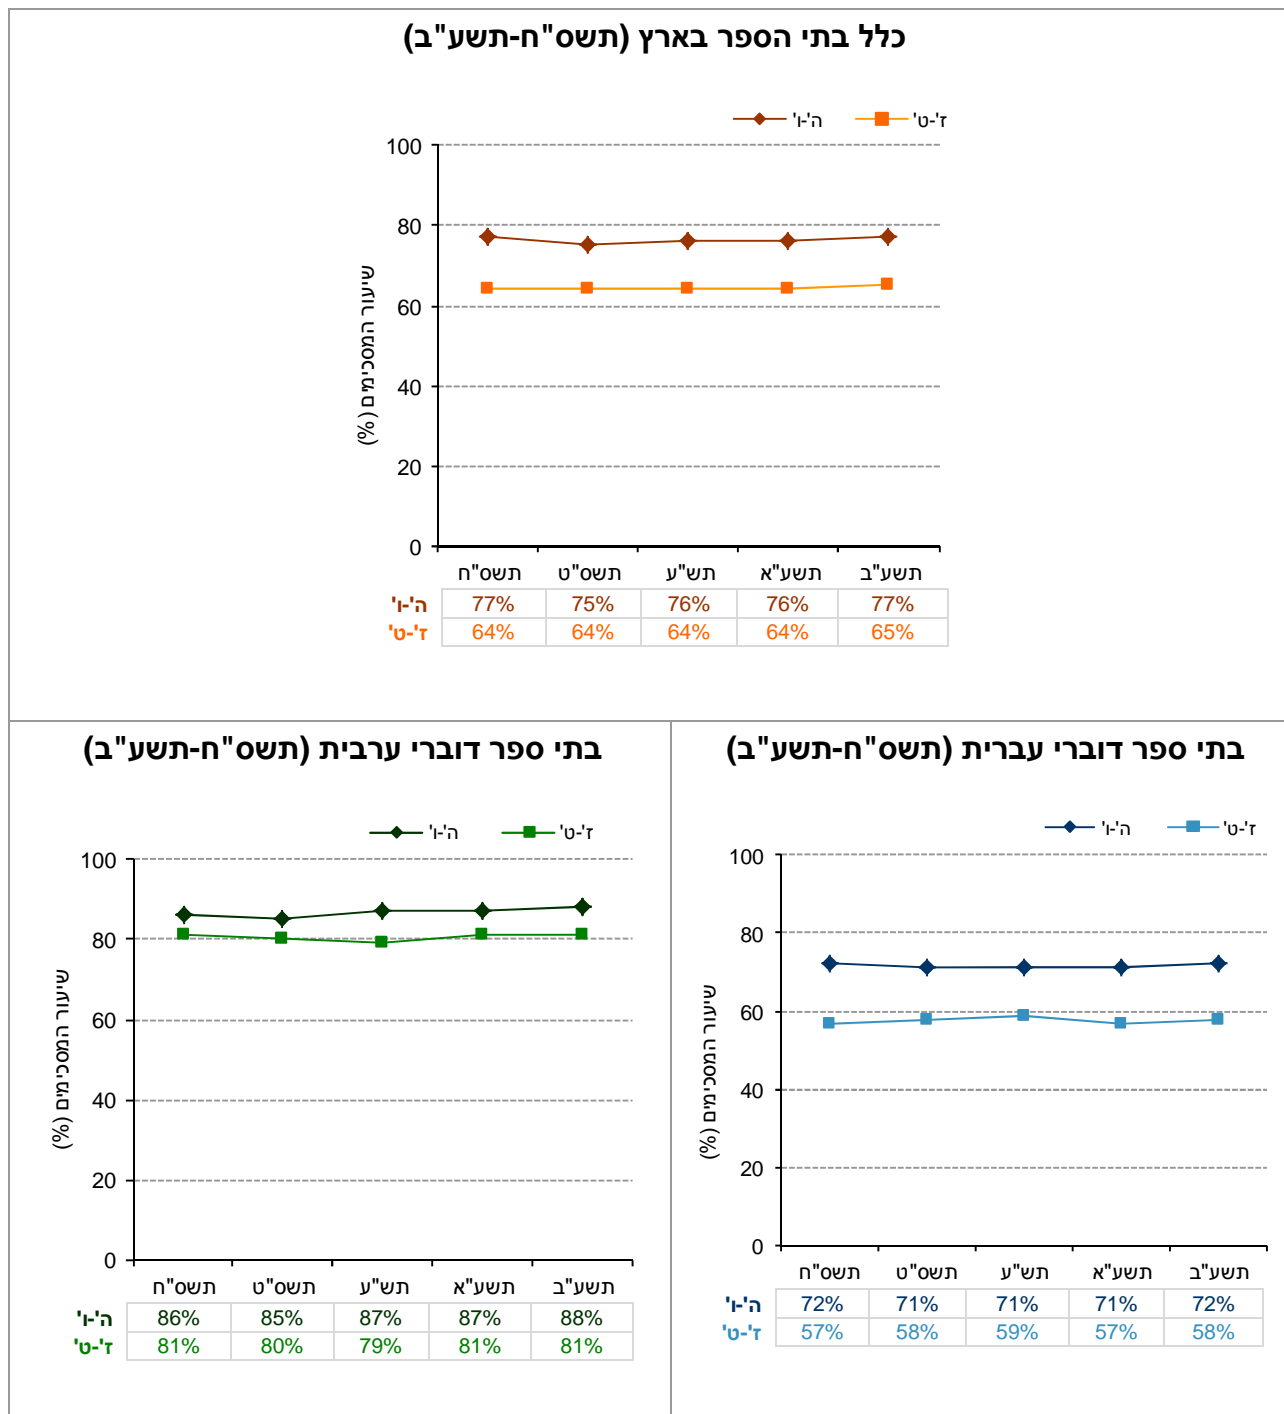 כלל בתי הספר בארץ (תשס"ח-תשע"ב)
ה'-ו' ז'-ט'
שיעור המסכימים (%)
100
80
60
40
20
0
תשס"ח תשס"ט תש"ע תשע"א תשע"ב
ה'-ו' 77% 75% 76% 76% 77%
ז'-ט' 64% 64% 64% 64% 65%
בתי ספר דוברי עברית (תשס"ח-תשע"ב)
ה'-ו' ז'-ט'
שיעור המסכימים (%)
100
80
60
40
20
0
תשס"ח תשס"ט תש"ע תשע"א תשע"ב
ה'-ו' 72% 71% 71% 71% 72%
ז'-ט' 57% 58% 59% 57% 58%
בתי ספר דוברי ערבית (תשס"ח-תשע"ב)
ה'-ו' ז'-ט'
שיעור המסכימים (%)
100
80
60
40
20
0
תשס"ח תשס"ט תש"ע תשע"א תשע"ב
ה'-ו' 86% 85% 87% 87% 88%
ז'-ט' 81% 80% 79% 81% 81%